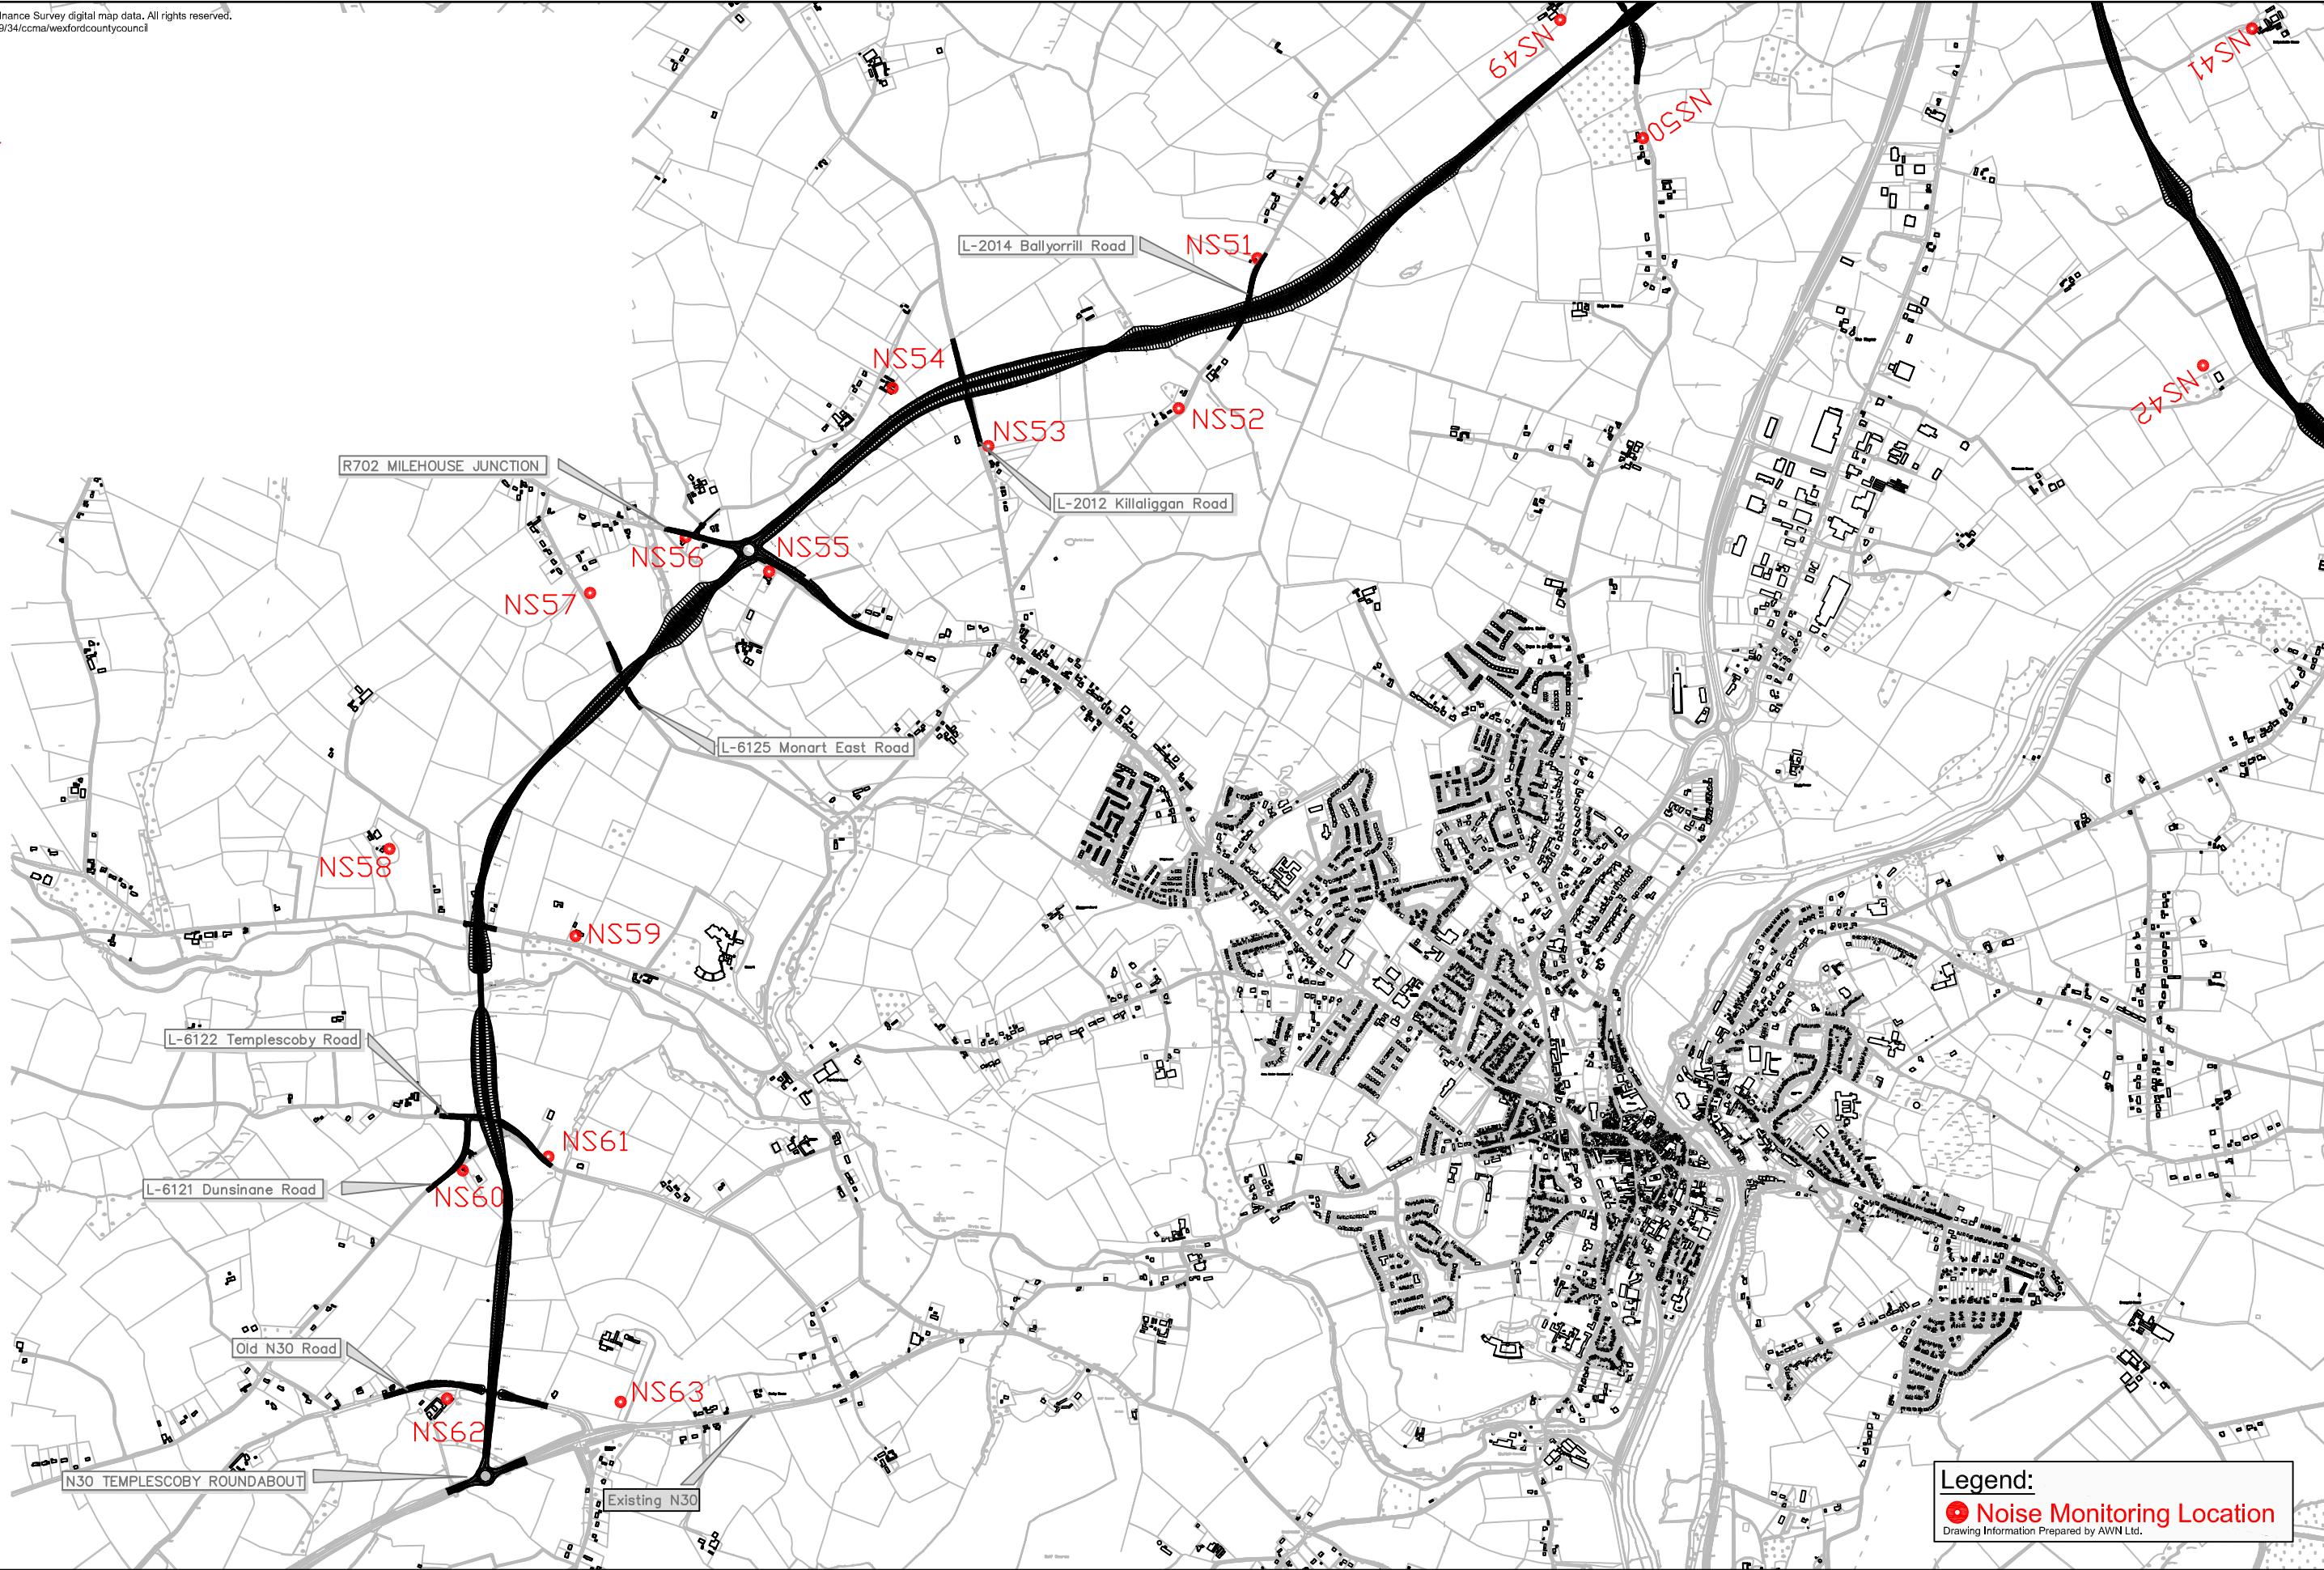 dnance Survey digital map data. All rights reserved.
9/34/ccma/wexfordcountycouncil
NS49
NS41
NS50
L-2014 Ballyorrill Road
NS51
NS54
NS42
NS52
NS53
R702 MILEHOUSE JUNCTION
L-2012 Killaliggan Road
NS56
NS55
NS57
L-6125 Monart East Road
NS58
NS59
L-6122 Templescoby Road
NS61
L-6121 Dunsinane Road
NS60
Old N30 Road
NS63
NS62
N30 TEMPLESCOBY ROUNDABOUT
Existing N30
Legend:
Noise Monitoring Location
Drawing Information Prepared by AWN Ltd.